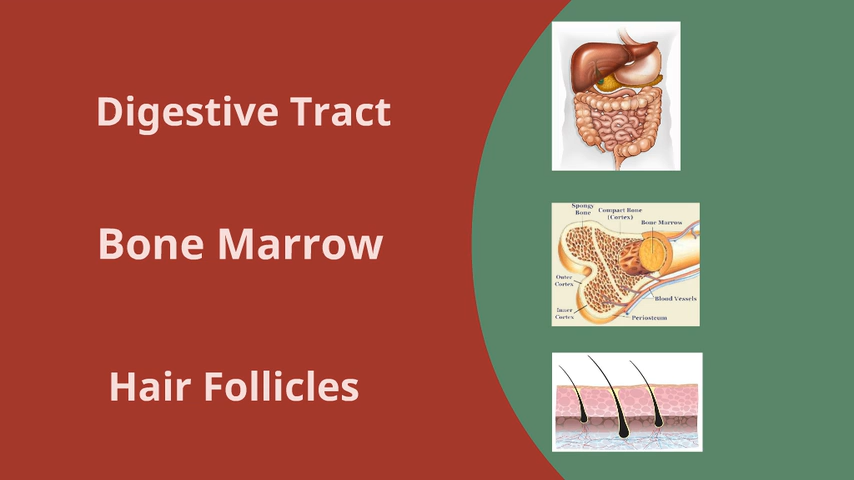 Digestive Tract
Bone Marrow
Spongy
Bone
Compact Bone
(Cortex)
Bone Marrow
Outer
Cortex
Blood Vessels
Inner
Cortex
Periosteum
Hair Follicles